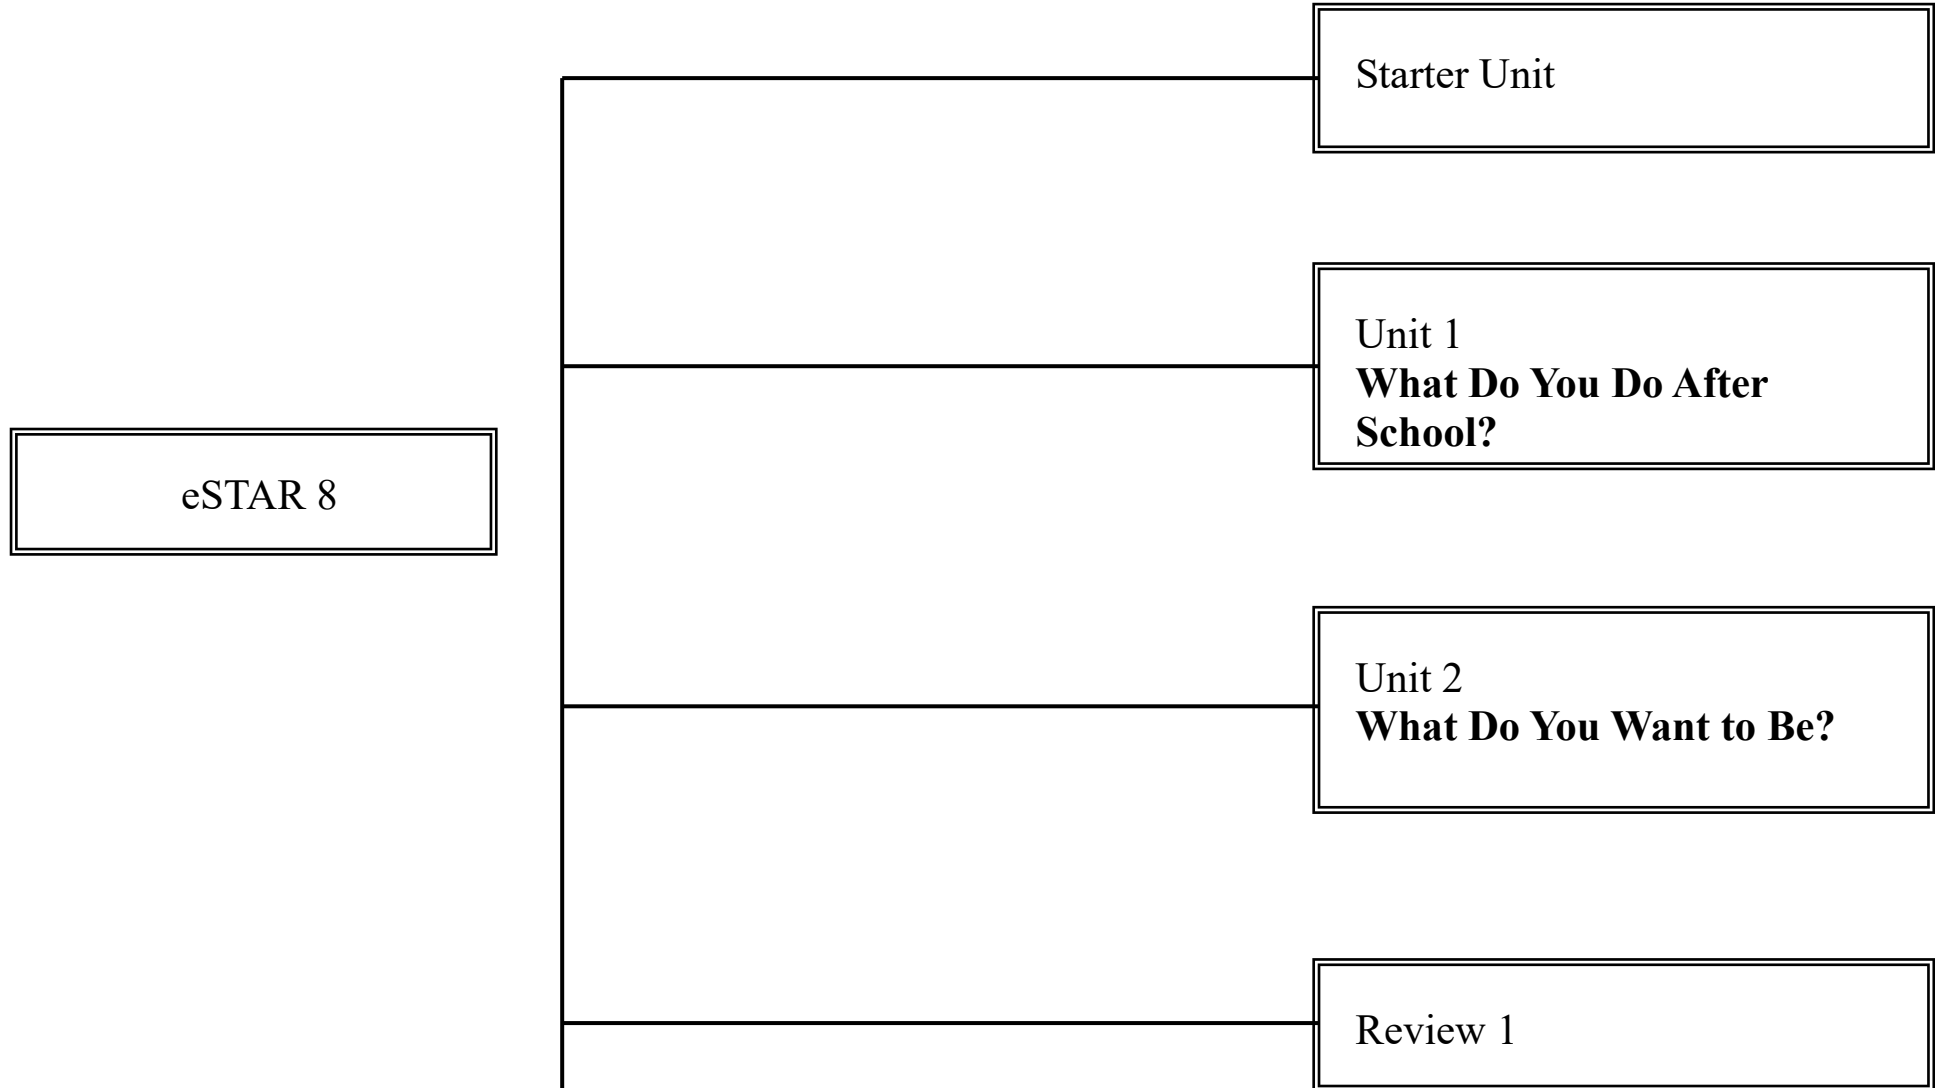 Starter Unit
Unit 1
What Do You Do After
School?
eSTAR 8
Unit 2
What Do You Want to Be?
Review 1